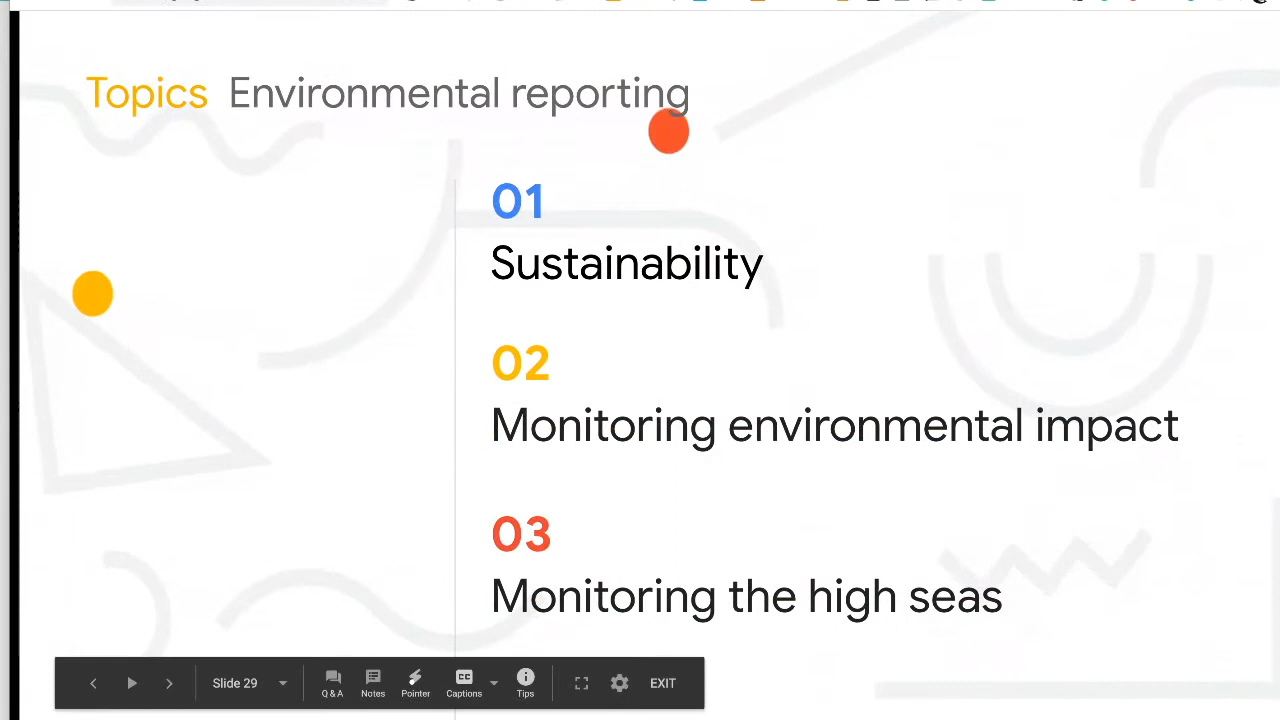 Topics Environmental reporting
01
Sustainability
02
Monitoring environmental impact
03
Monitoring the high seas
Slide 29
Q & A Notes Pointer Captions Tips EXIT
CC